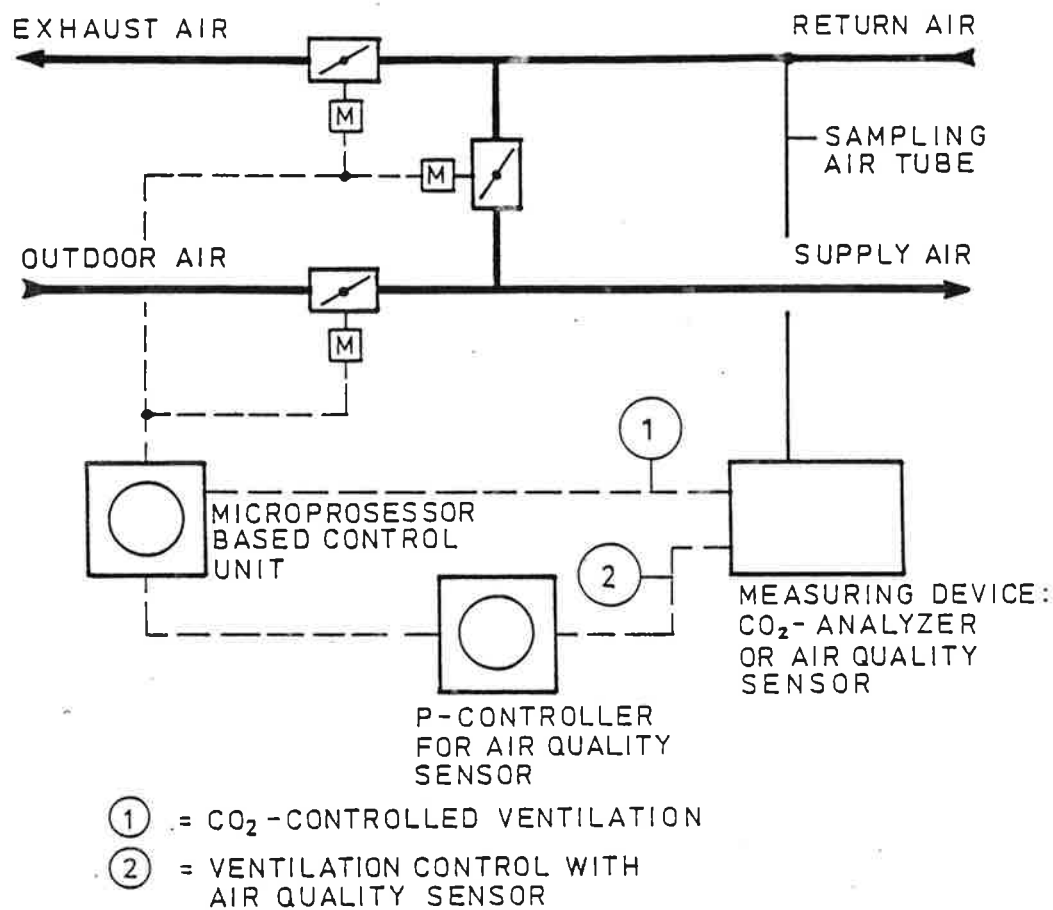 EXHAUST AIR
RETURN AIR
M
SAMPLING
AIR TUBE
M
OUTDOOR AIR
SUPPLY AIR
M
1
MICROPROSESSOR
BASED CONTROL
UNIT
2
MEASURING DEVICE:
CO₂-ANALYZER
OR AIR QUALITY
SENSOR
P-CONTROLLER
FOR AIR QUALITY
SENSOR
1 = CO₂-CONTROLLED VENTILATION
2 = VENTILATION CONTROL WITH
AIR QUALITY SENSOR